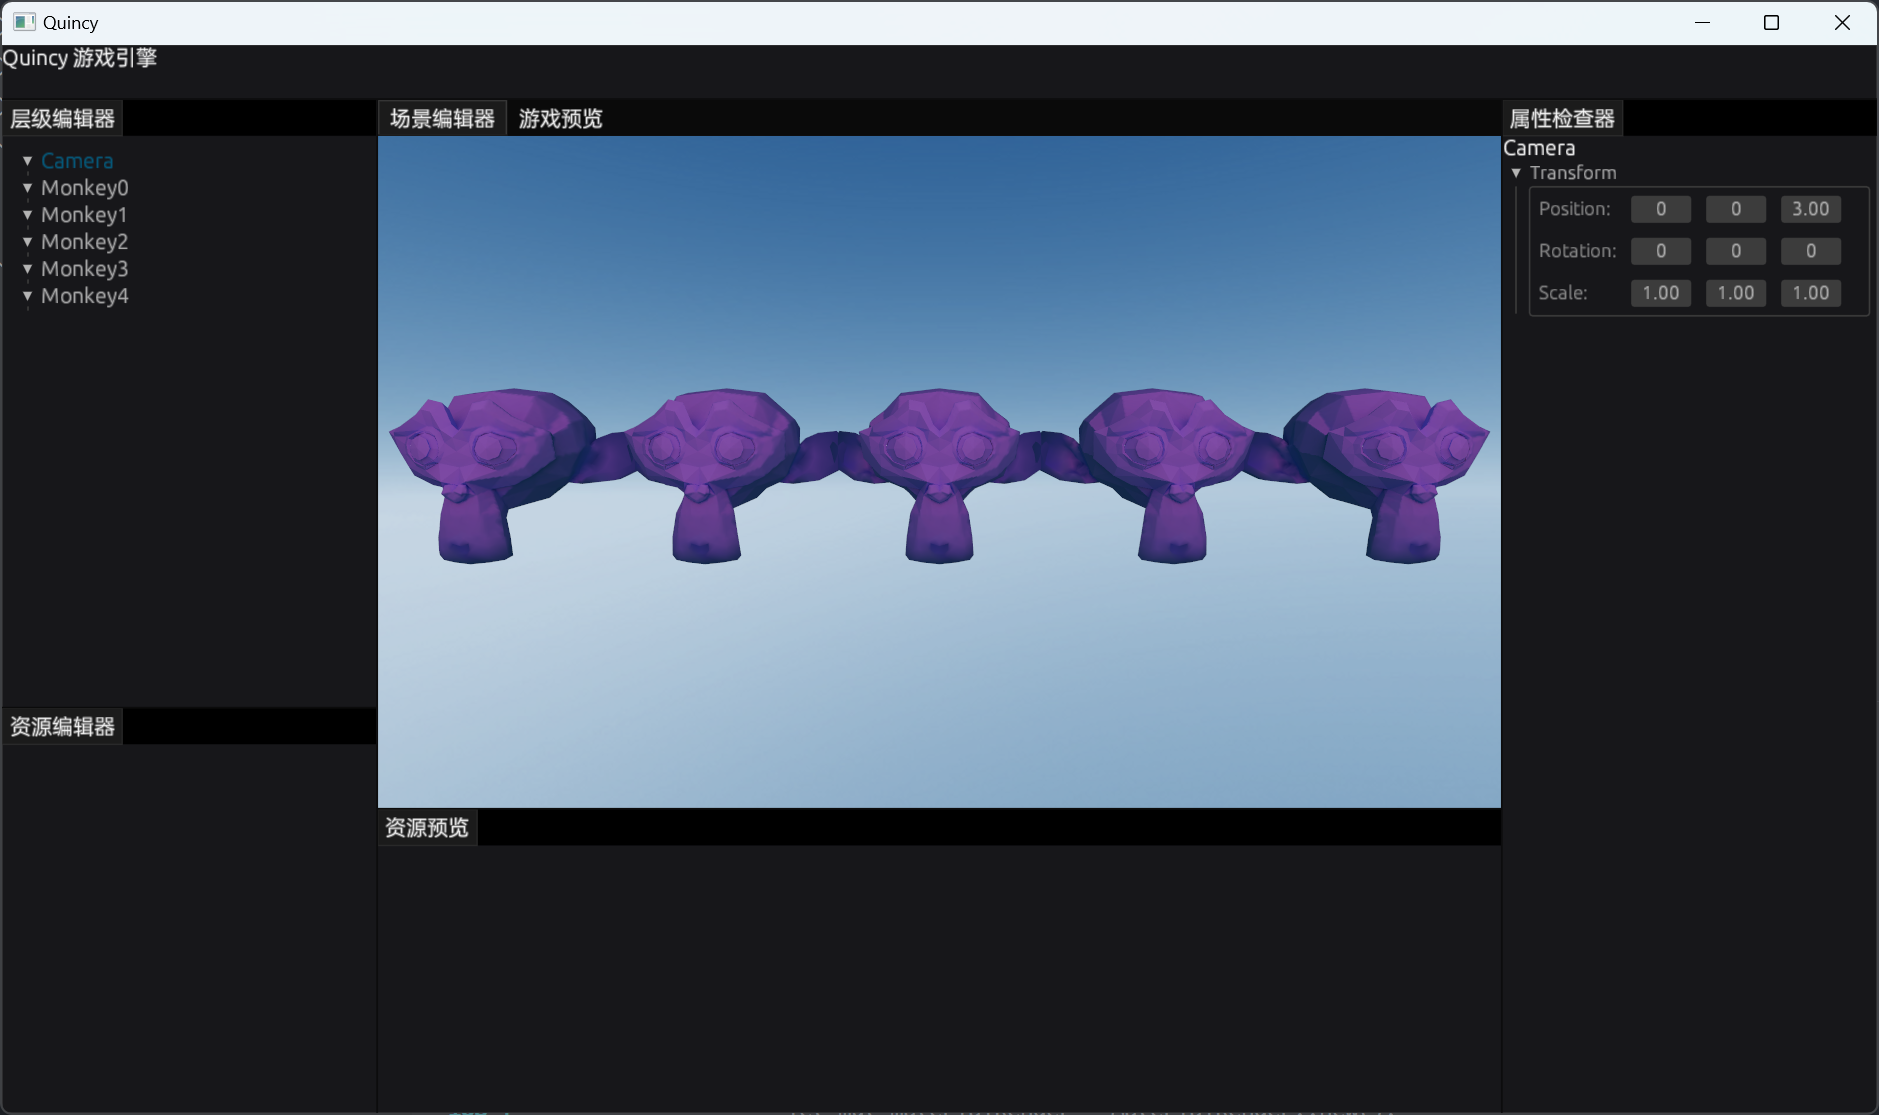 Quincy
Quincy 游戏引擎
层级编辑器
Camera
Monkey0
Monkey1
Monkey2
Monkey3
Monkey4
资源编辑器
场景编辑器 游戏预览
资源预览
属性检查器
Camera
Transform
Position: 0 0 3.00
Rotation: 0 0 0
Scale: 1.00 1.00 1.00